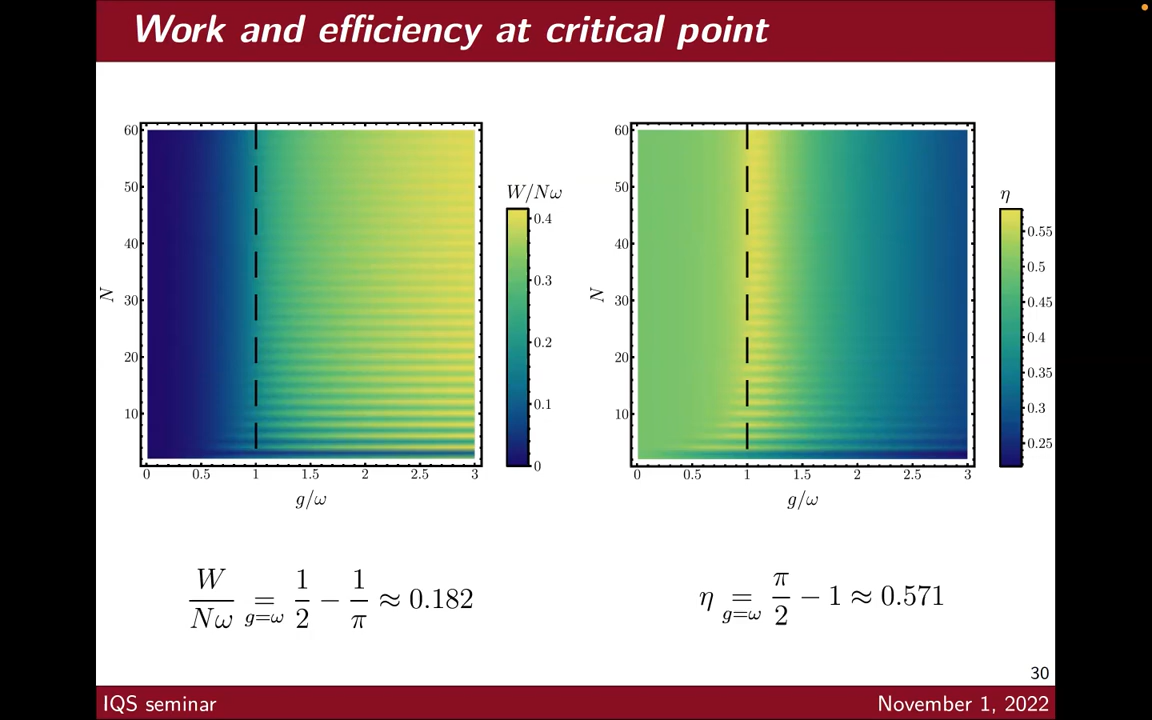 Work and efficiency at critical point
60
50
40
30
20
10
N
0 0.5 1 1.5 2 2.5 3
g/ω
W/Nω
0.4
0.3
0.2
0.1
0
60
50
40
30
20
10
N
0 0.5 1 1.5 2 2.5 3
g/ω
η
0.55
0.5
0.45
0.4
0.35
0.3
0.25
W/Nω =_{g=ω} 1/2 − 1/π ≈ 0.182
η =_{g=ω} π/2 − 1 ≈ 0.571
30
IQS seminar
November 1, 2022